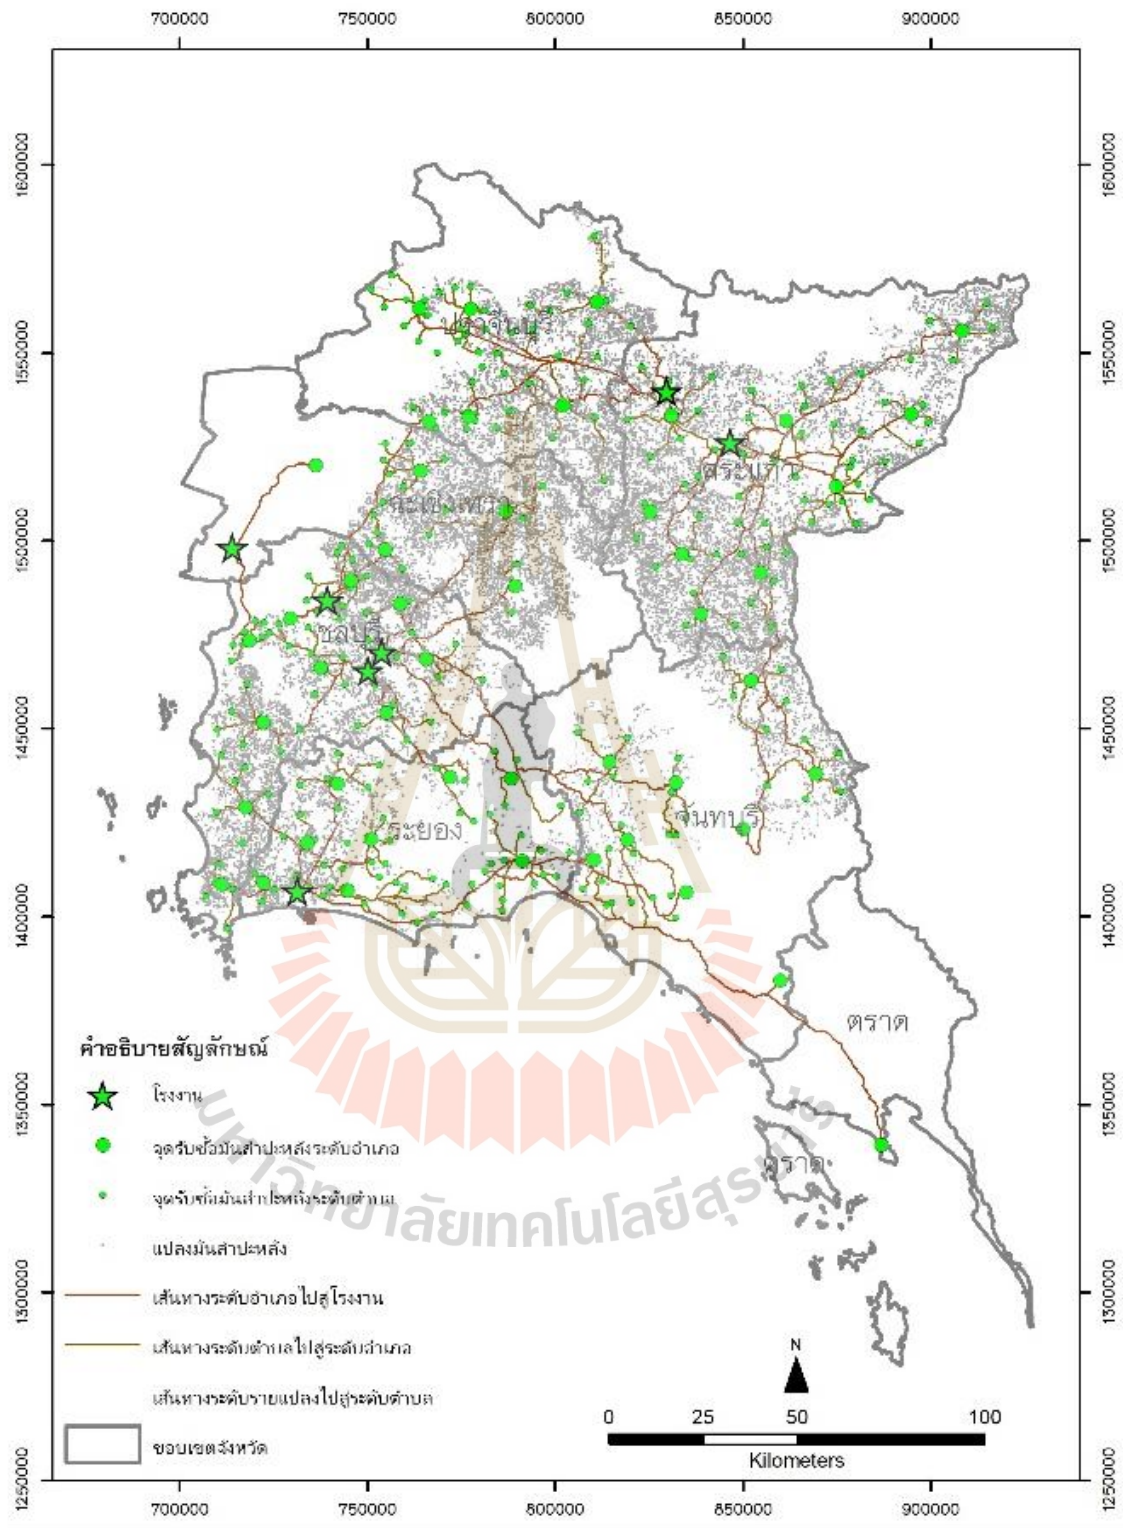 700000 750000 800000 850000 900000
1600000 1600000
1550000 1550000
1500000 1500000
1450000 1450000
1400000 1400000
1350000 1350000
1300000 1300000
1250000 1250000
ปราจีนบุรี
สระแก้ว
ฉะเชิงเทรา
ชลบุรี
ระยอง
จันทบุรี
ตราด
ตราด
คำอธิบายสัญลักษณ์
โรงงาน
จุดรับซื้อมันสำปะหลังระดับอำเภอ
จุดรับซื้อมันสำปะหลังระดับตำบล
แปลงมันสำปะหลัง
เส้นทางระดับอำเภอไปสู่โรงงาน
เส้นทางระดับตำบลไปสู่ระดับอำเภอ
เส้นทางระดับรายแปลงไปสู่ระดับตำบล
ขอบเขตจังหวัด
มหาวิทยาลัยเทคโนโลยีสุรนารี
N
0 25 50 100
Kilometers
700000 750000 800000 850000 900000